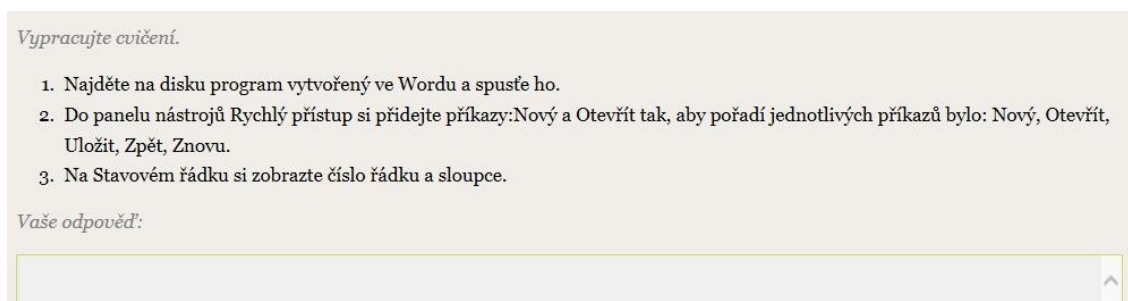 Vypracujte cvičení.
1. Najděte na disku program vytvořený ve Wordu a spusťe ho.
2. Do panelu nástrojů Rychlý přístup si přidejte příkazy:Nový a Otevřít tak, aby pořadí jednotlivých příkazů bylo: Nový, Otevřít,
Uložit, Zpět, Znovu.
3. Na Stavovém řádku si zobrazte číslo řádku a sloupce.
Vaše odpověď: